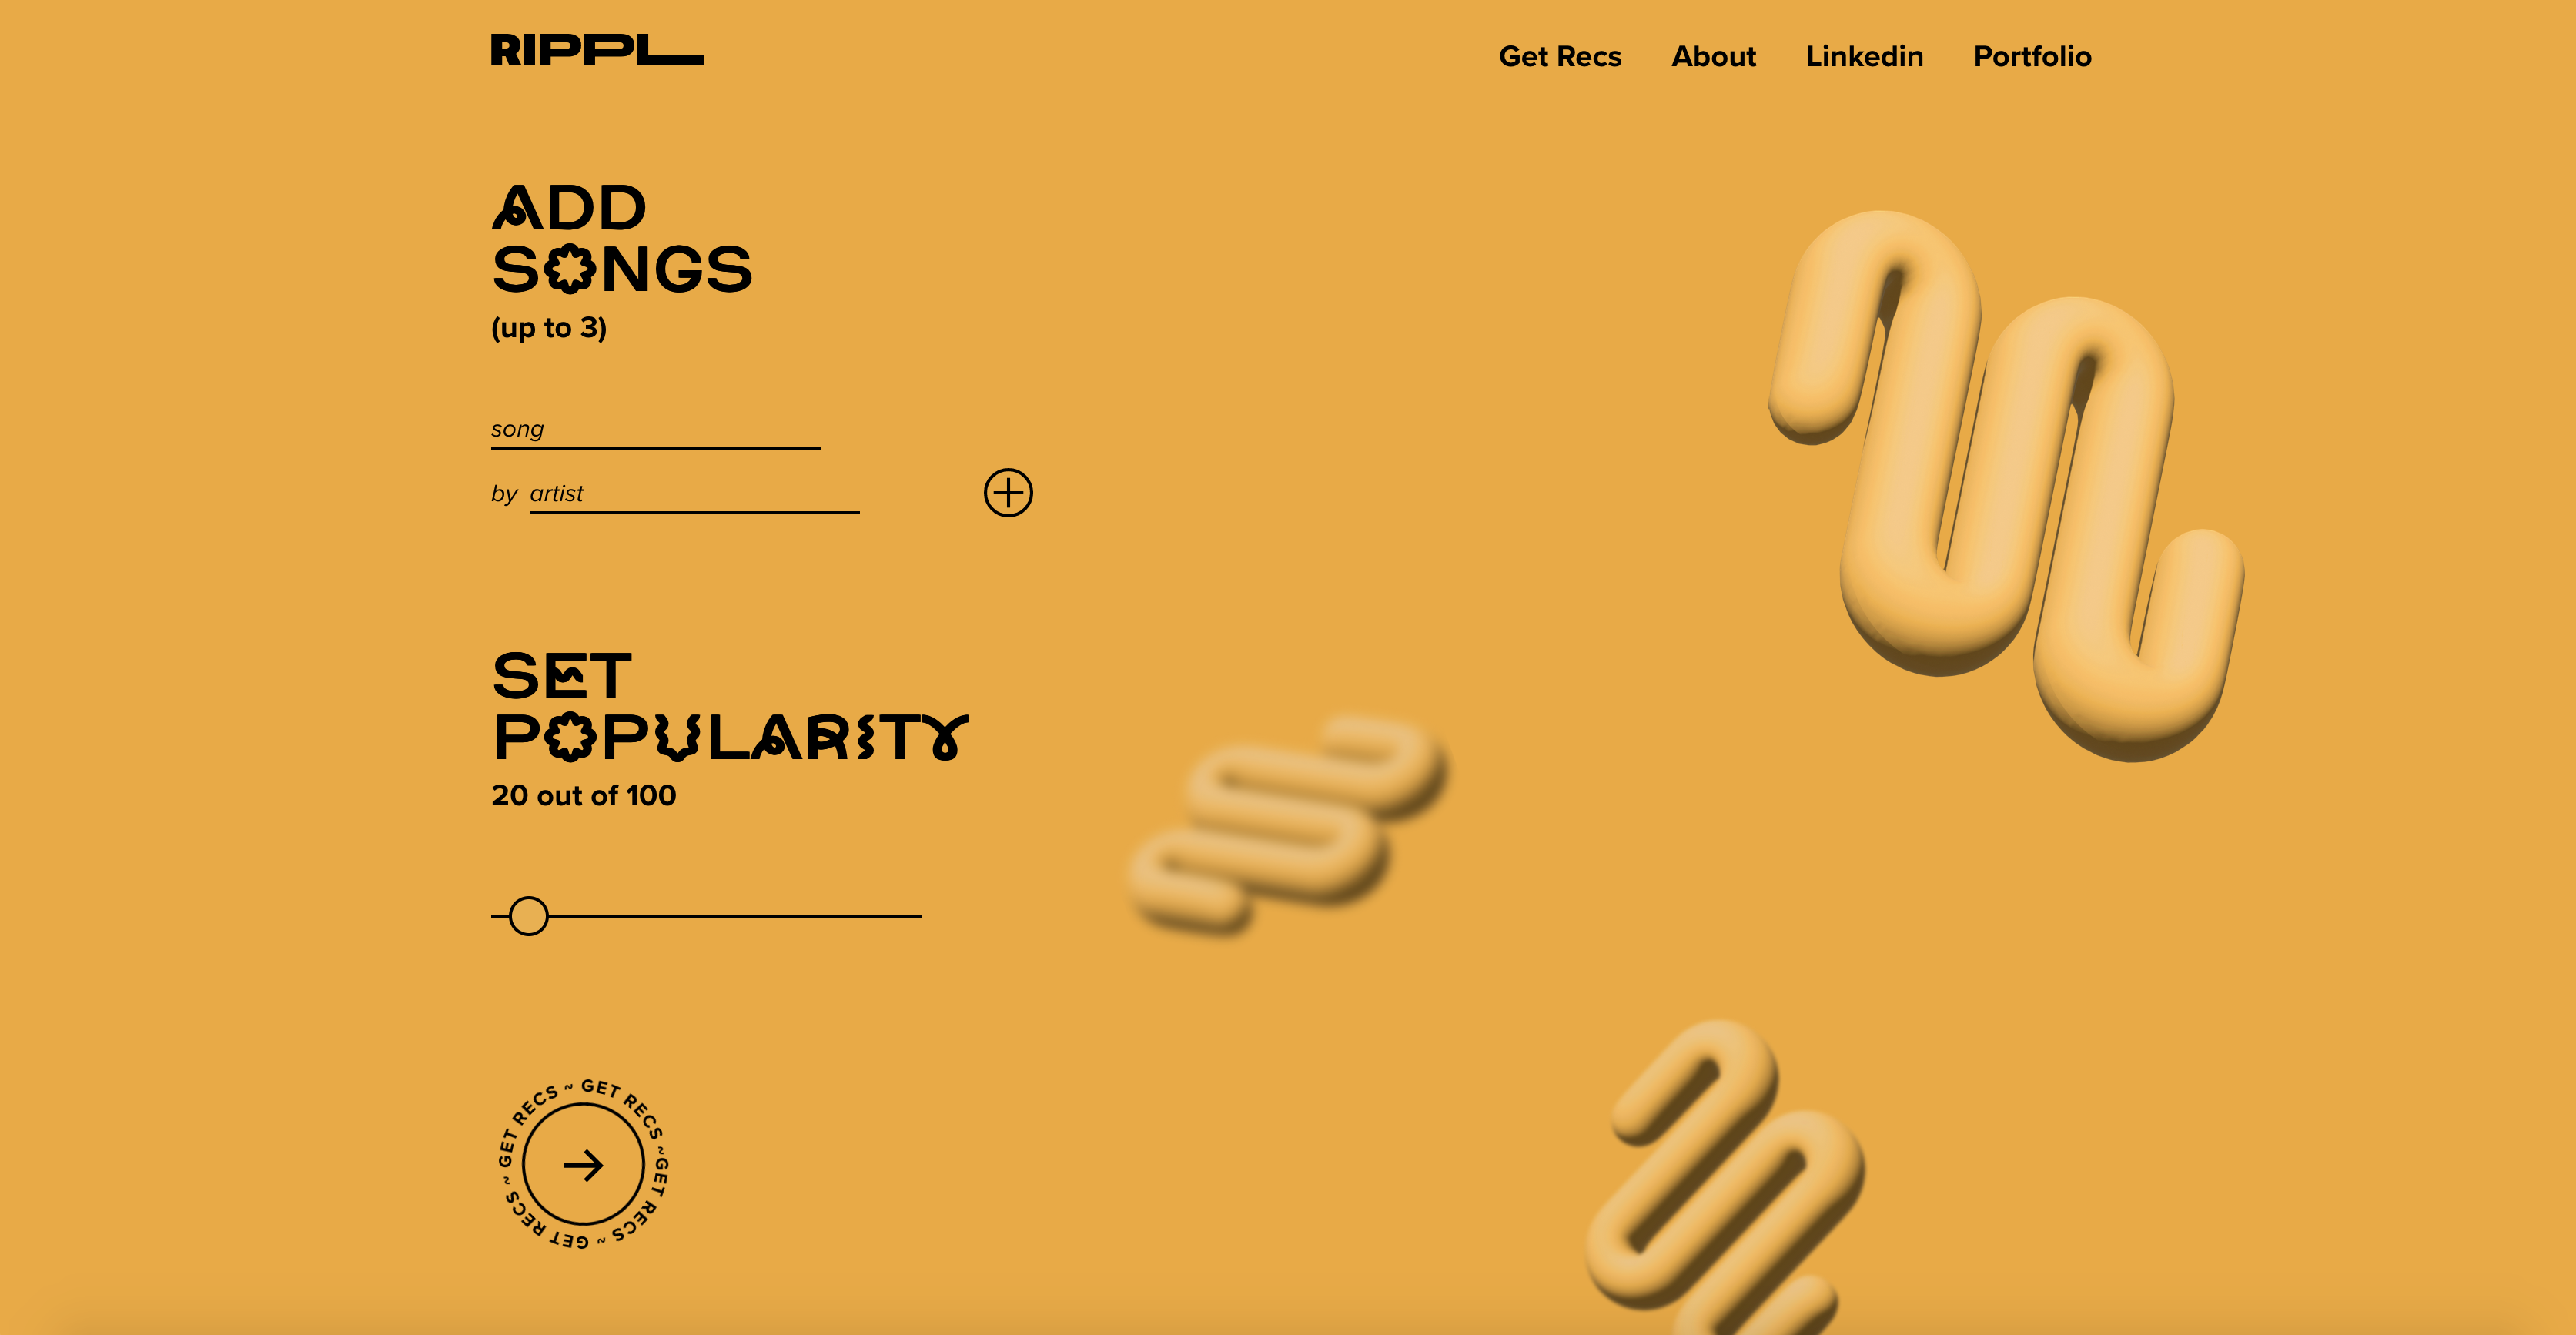 RIPPL
Get Recs About Linkedin Portfolio
ADD
SONGS
(up to 3)
song
by artist
SET
POPULARITY
20 out of 100
GET RECS ~ GET RECS ~ GET RECS ~ GET RECS ~